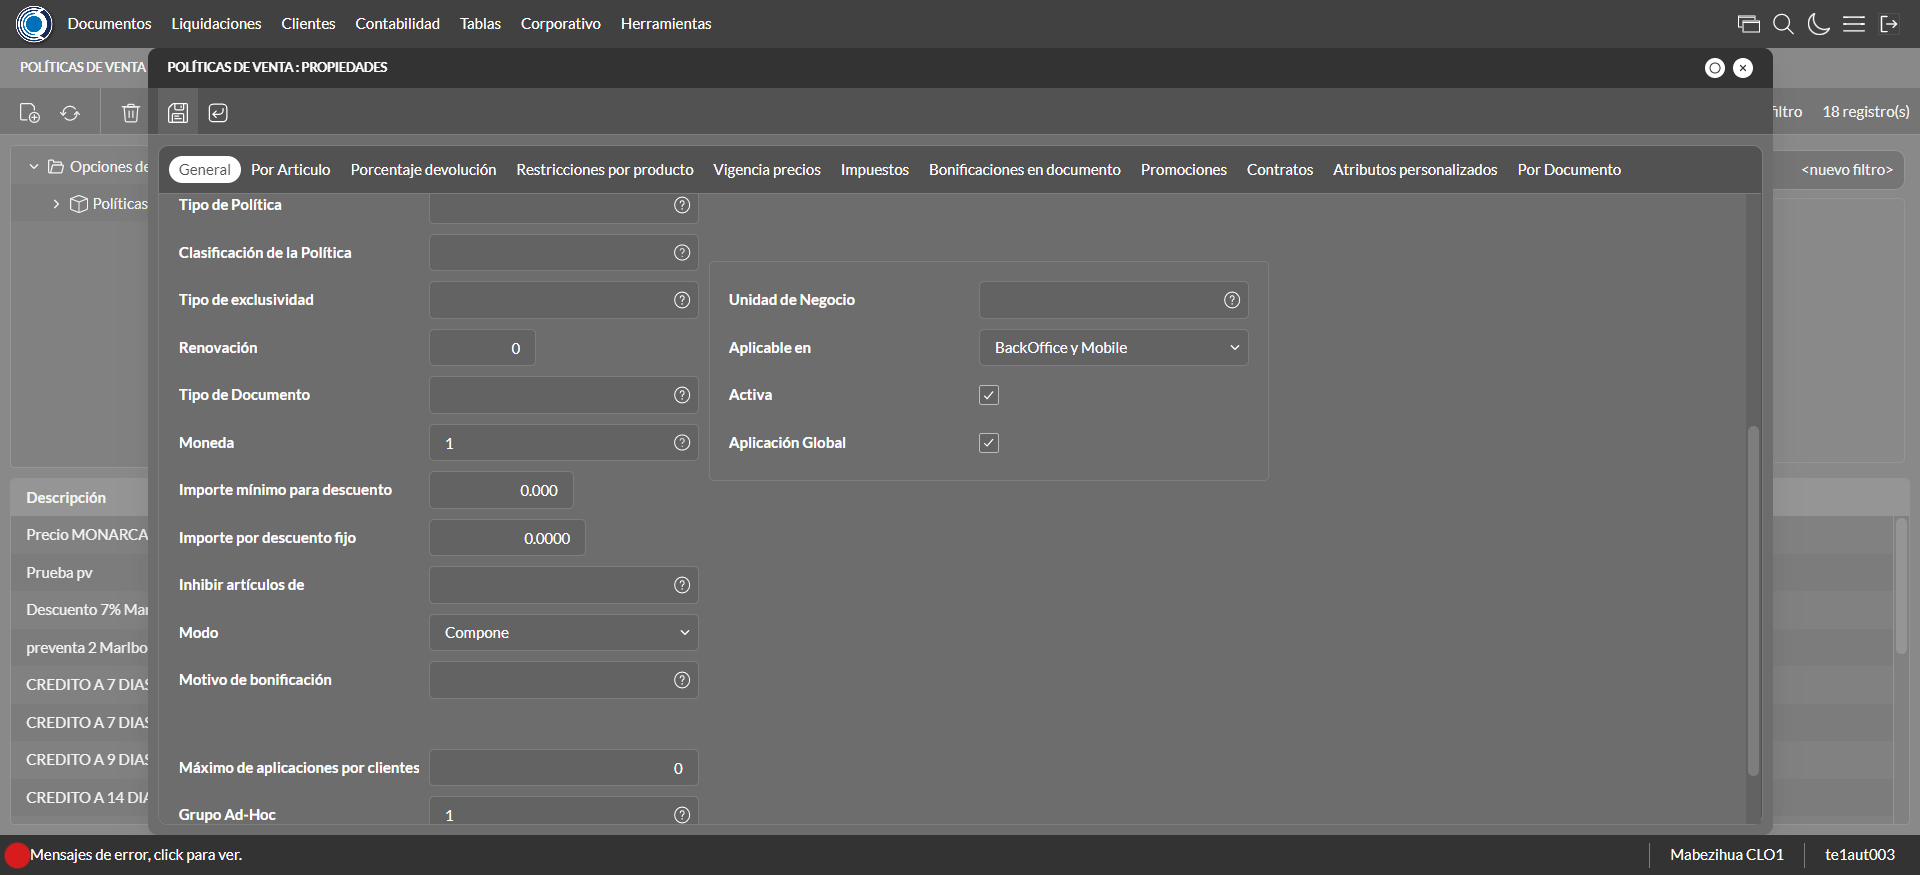 Documentos Liquidaciones Clientes Contabilidad Tablas Corporativo Herramientas
POLÍTICAS DE VENTA
POLÍTICAS DE VENTA : PROPIEDADES
filtro 18 registro(s)
Opciones de
Políticas
<nuevo filtro>
General Por Articulo Porcentaje devolución Restricciones por producto Vigencia precios Impuestos Bonificaciones en documento Promociones Contratos Atributos personalizados Por Documento
Tipo de Política
Clasificación de la Política
Tipo de exclusividad
Unidad de Negocio
Renovación 0
Aplicable en BackOffice y Mobile
Tipo de Documento
Activa
Moneda 1
Aplicación Global
Importe mínimo para descuento 0.000
Importe por descuento fijo 0.0000
Inhibir artículos de
Modo Compone
Motivo de bonificación
Máximo de aplicaciones por clientes 0
Grupo Ad-Hoc 1
Descripción
Precio MONARCA
Prueba pv
Descuento 7% Mar
preventa 2 Marlbo
CREDITO A 7 DIAS
CREDITO A 7 DIAS
CREDITO A 9 DIAS
CREDITO A 14 DIA
Mensajes de error, click para ver.
Mabezihua CLO1 te1aut003